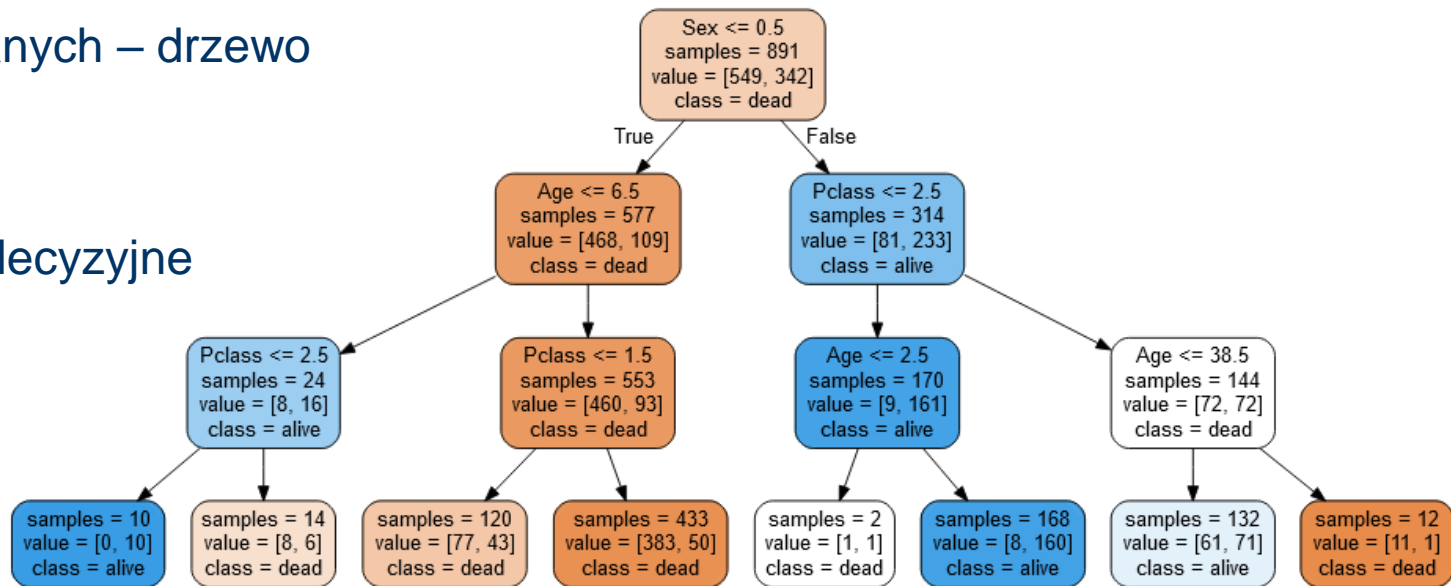 anych – drzewo
decyzyjne
Sex <= 0.5
samples = 891
value = [549, 342]
class = dead
True
False
Age <= 6.5
samples = 577
value = [468, 109]
class = dead
Pclass <= 2.5
samples = 314
value = [81, 233]
class = alive
Pclass <= 2.5
samples = 24
value = [8, 16]
class = alive
Pclass <= 1.5
samples = 553
value = [460, 93]
class = dead
Age <= 2.5
samples = 170
value = [9, 161]
class = alive
Age <= 38.5
samples = 144
value = [72, 72]
class = dead
samples = 10
value = [0, 10]
class = alive
samples = 14
value = [8, 6]
class = dead
samples = 120
value = [77, 43]
class = dead
samples = 433
value = [383, 50]
class = dead
samples = 2
value = [1, 1]
class = dead
samples = 168
value = [8, 160]
class = alive
samples = 132
value = [61, 71]
class = alive
samples = 12
value = [11, 1]
class = dead